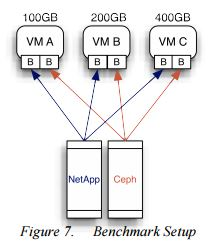 100GB 200GB 400GB
VM A VM B VM C
B B B B B B
NetApp Ceph
Figure 7. Benchmark Setup